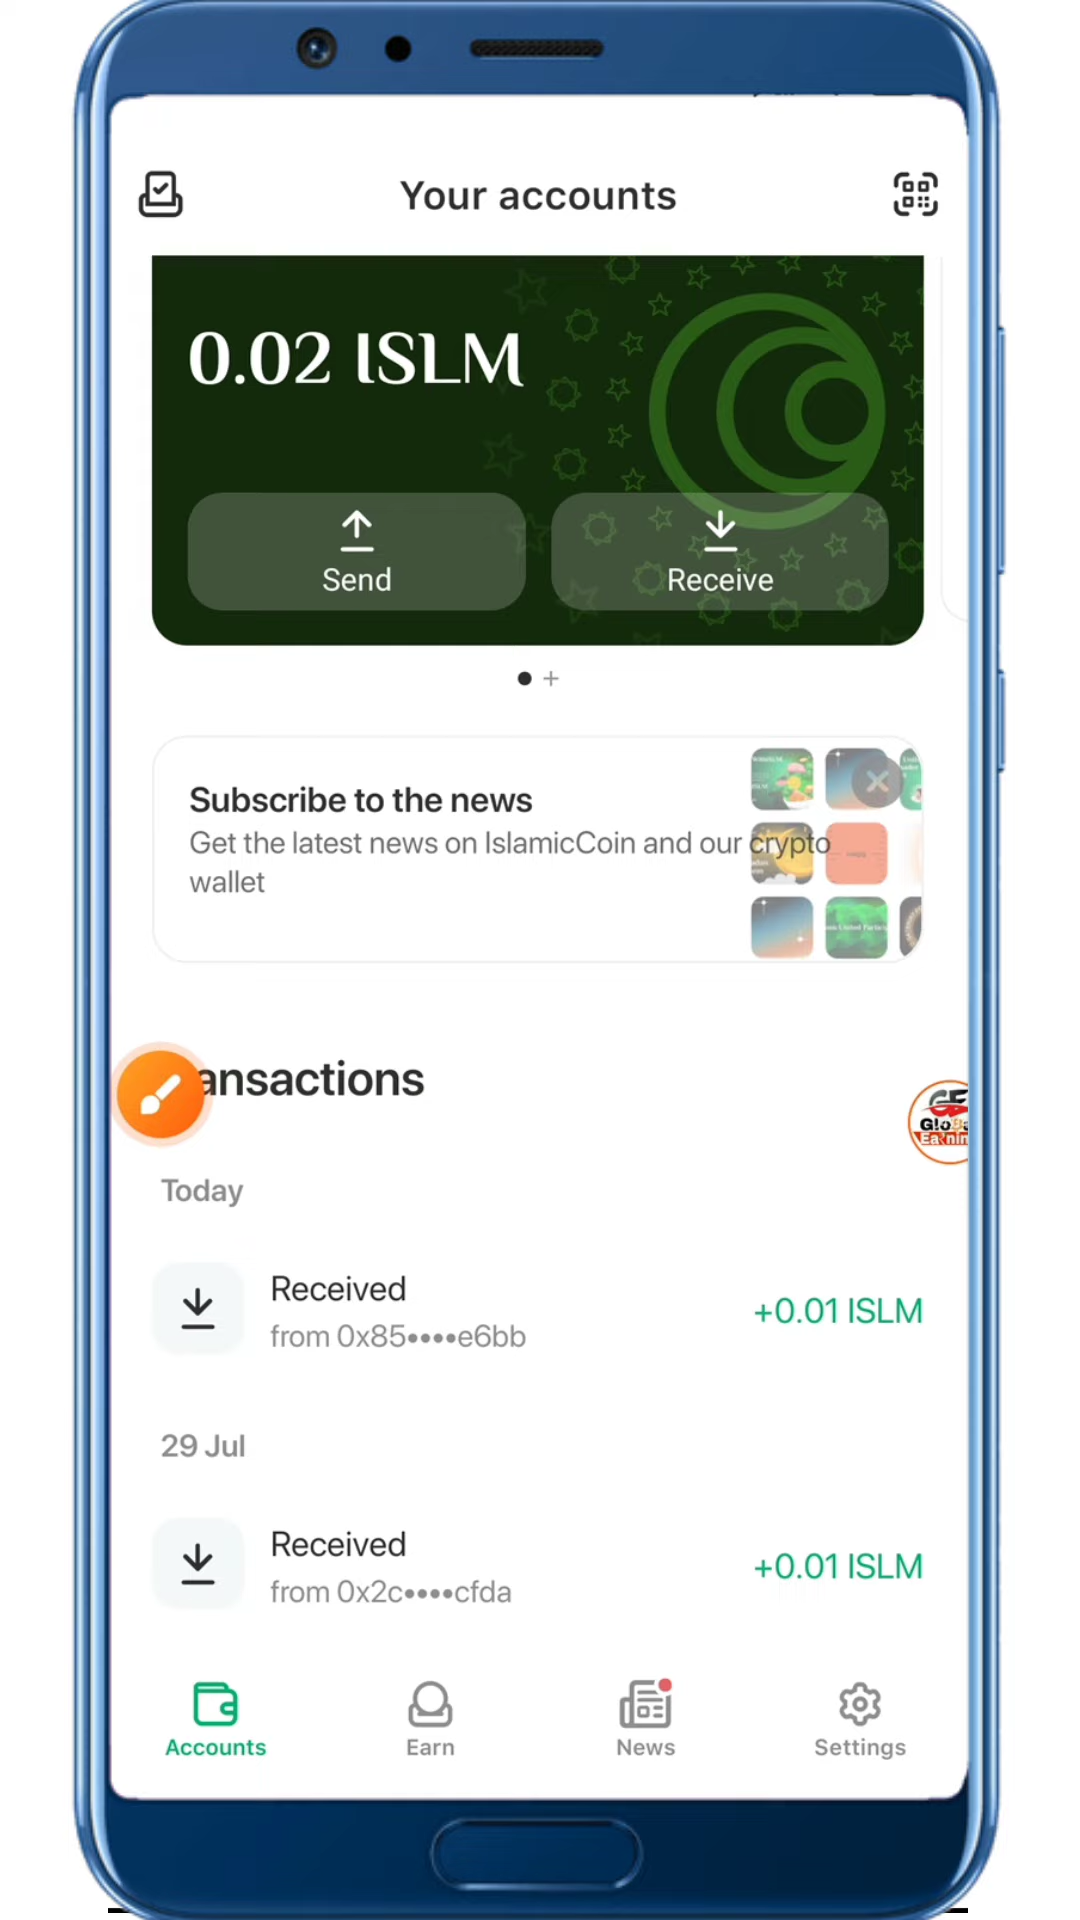 Your accounts
0.02 ISLM
Send
Receive
Subscribe to the news
Get the latest news on IslamicCoin and our crypto
wallet
ansactions
Today
Received
+0.01 ISLM
from 0x85••••e6bb
29 Jul
Received
+0.01 ISLM
from 0x2c••••cfda
Accounts
Earn
News
Settings